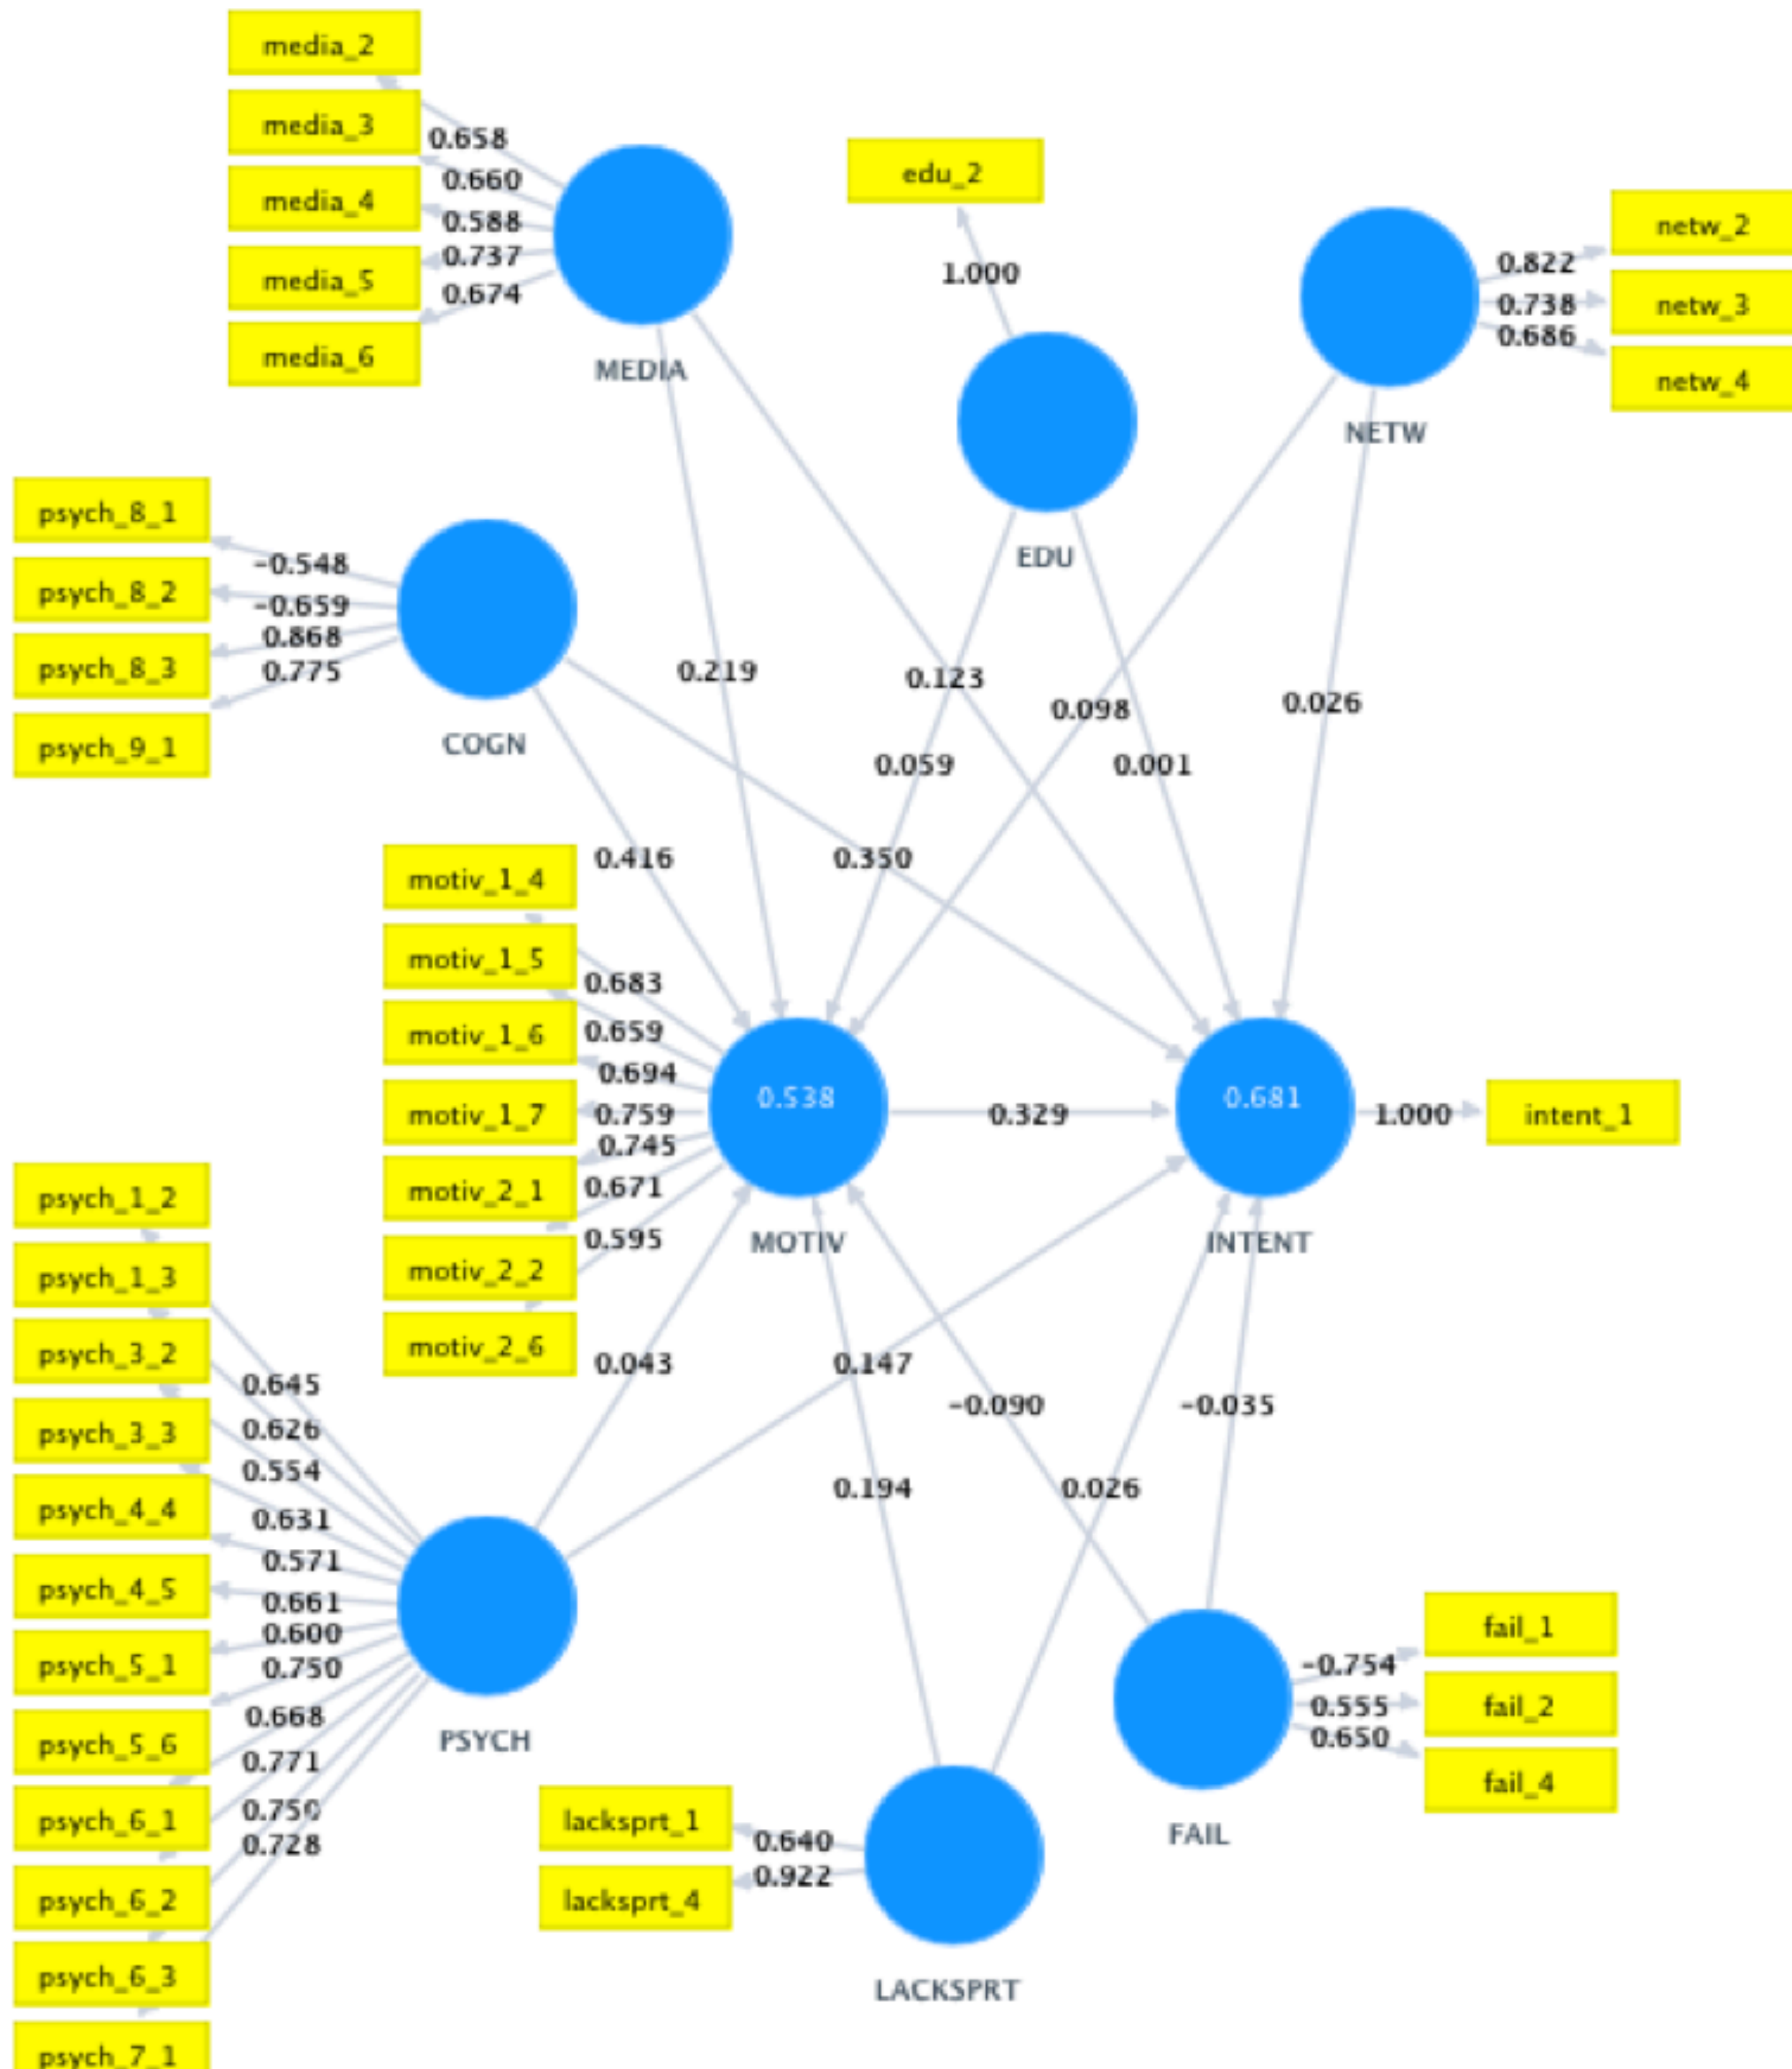 media_2
media_3
media_4
media_5
media_6
0.658
0.660
0.588
0.737
0.674
MEDIA
edu_2
1.000
EDU
netw_2
netw_3
netw_4
0.822
0.738
0.686
NETW
psych_8_1
psych_8_2
psych_8_3
psych_9_1
-0.548
-0.659
0.868
0.775
COGN
0.219
0.123
0.098
0.026
0.059
0.001
0.416
0.350
motiv_1_4
motiv_1_5
motiv_1_6
motiv_1_7
motiv_2_1
motiv_2_2
motiv_2_6
0.683
0.659
0.694
0.759
0.745
0.671
0.595
0.538
MOTIV
0.329
0.681
INTENT
1.000
intent_1
psych_1_2
psych_1_3
psych_3_2
psych_3_3
psych_4_4
psych_4_5
psych_5_1
psych_5_6
psych_6_1
psych_6_2
psych_6_3
psych_7_1
0.645
0.626
0.554
0.631
0.571
0.661
0.600
0.750
0.668
0.771
0.728
PSYCH
0.043
0.147
-0.090
-0.035
0.194
0.026
fail_1
fail_2
fail_4
-0.754
0.555
0.650
FAIL
lacksprt_1
lacksprt_4
0.640
0.922
LACKSPRT